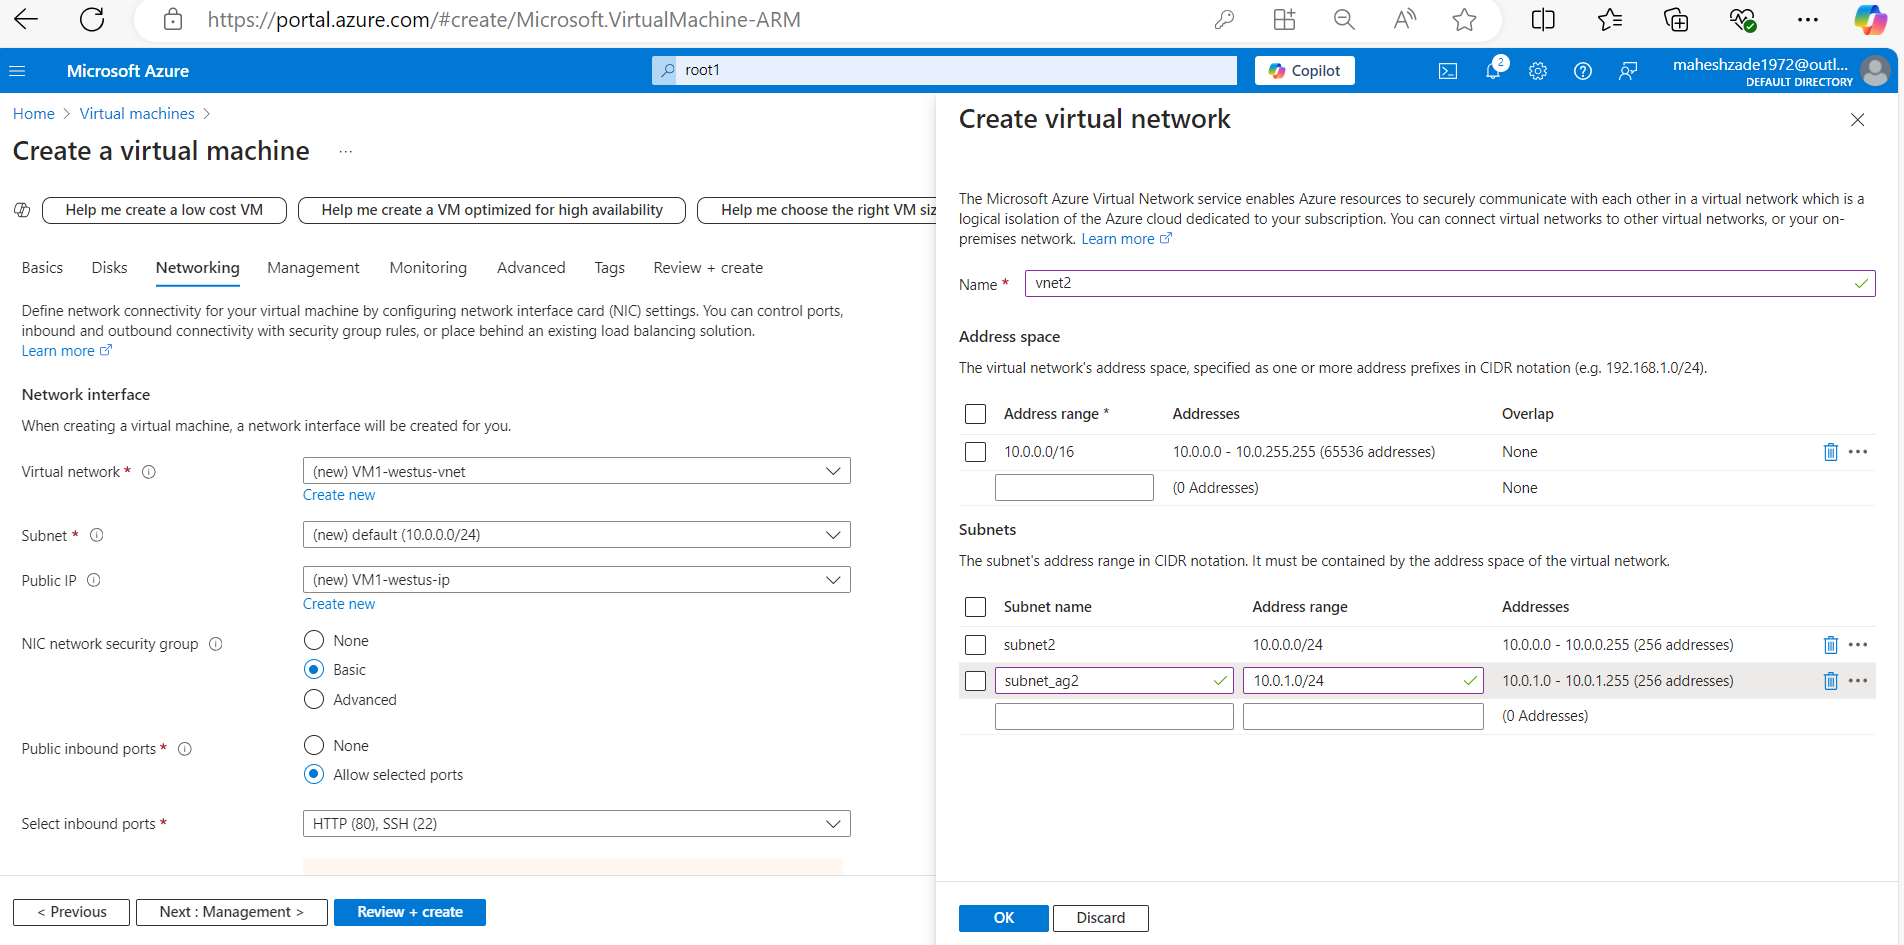 https://portal.azure.com/#create/Microsoft.VirtualMachine-ARM
Microsoft Azure
root1
Copilot
2
maheshzade1972@outl...
DEFAULT DIRECTORY
Home > Virtual machines >
Create a virtual machine ...
Help me create a low cost VM
Help me create a VM optimized for high availability
Help me choose the right VM siz
Basics Disks Networking Management Monitoring Advanced Tags Review + create
Define network connectivity for your virtual machine by configuring network interface card (NIC) settings. You can control ports,
inbound and outbound connectivity with security group rules, or place behind an existing load balancing solution.
Learn more
Network interface
When creating a virtual machine, a network interface will be created for you.
Virtual network *
(new) VM1-westus-vnet
Create new
Subnet *
(new) default (10.0.0.0/24)
Public IP
(new) VM1-westus-ip
Create new
NIC network security group
None
Basic
Advanced
Public inbound ports *
None
Allow selected ports
Select inbound ports *
HTTP (80), SSH (22)
< Previous
Next : Management >
Review + create
Create virtual network
The Microsoft Azure Virtual Network service enables Azure resources to securely communicate with each other in a virtual network which is a
logical isolation of the Azure cloud dedicated to your subscription. You can connect virtual networks to other virtual networks, or your on-
premises network. Learn more
Name *
vnet2
Address space
The virtual network's address space, specified as one or more address prefixes in CIDR notation (e.g. 192.168.1.0/24).
Address range * Addresses Overlap
10.0.0.0/16 10.0.0.0 - 10.0.255.255 (65536 addresses) None
(0 Addresses) None
Subnets
The subnet's address range in CIDR notation. It must be contained by the address space of the virtual network.
Subnet name Address range Addresses
subnet2 10.0.0.0/24 10.0.0.0 - 10.0.0.255 (256 addresses)
subnet_ag2 10.0.1.0/24 10.0.1.0 - 10.0.1.255 (256 addresses)
(0 Addresses)
OK
Discard